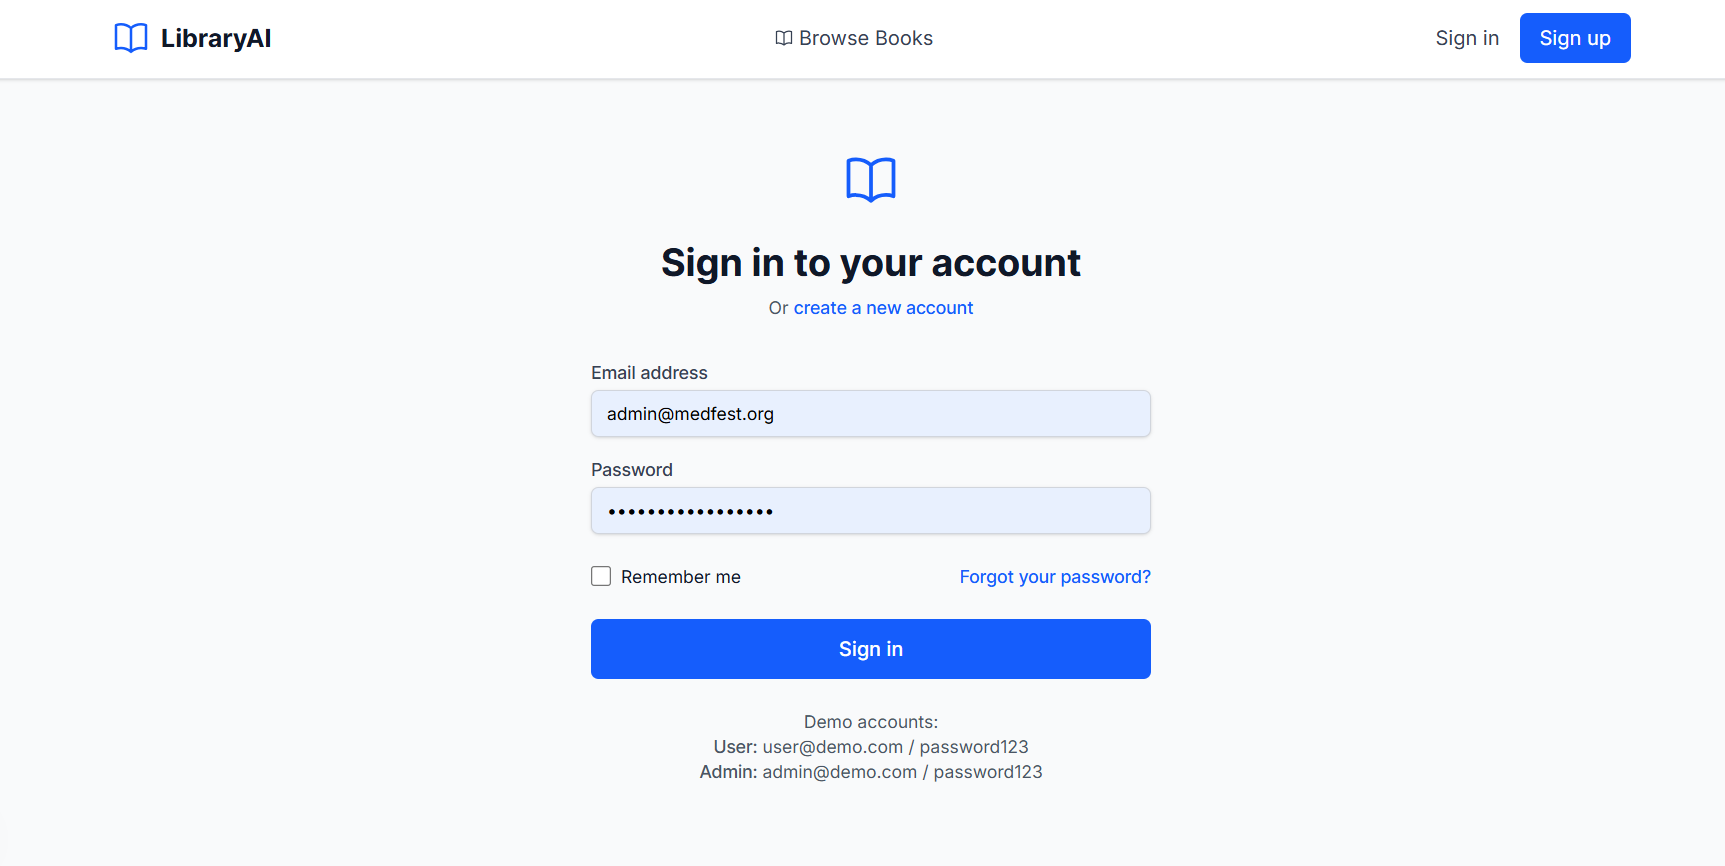 LibraryAI
Browse Books
Sign in
Sign up
Sign in to your account
Or create a new account
Email address
admin@medfest.org
Password
•••••••••••••••••
Remember me
Forgot your password?
Sign in
Demo accounts:
User: user@demo.com / password123
Admin: admin@demo.com / password123